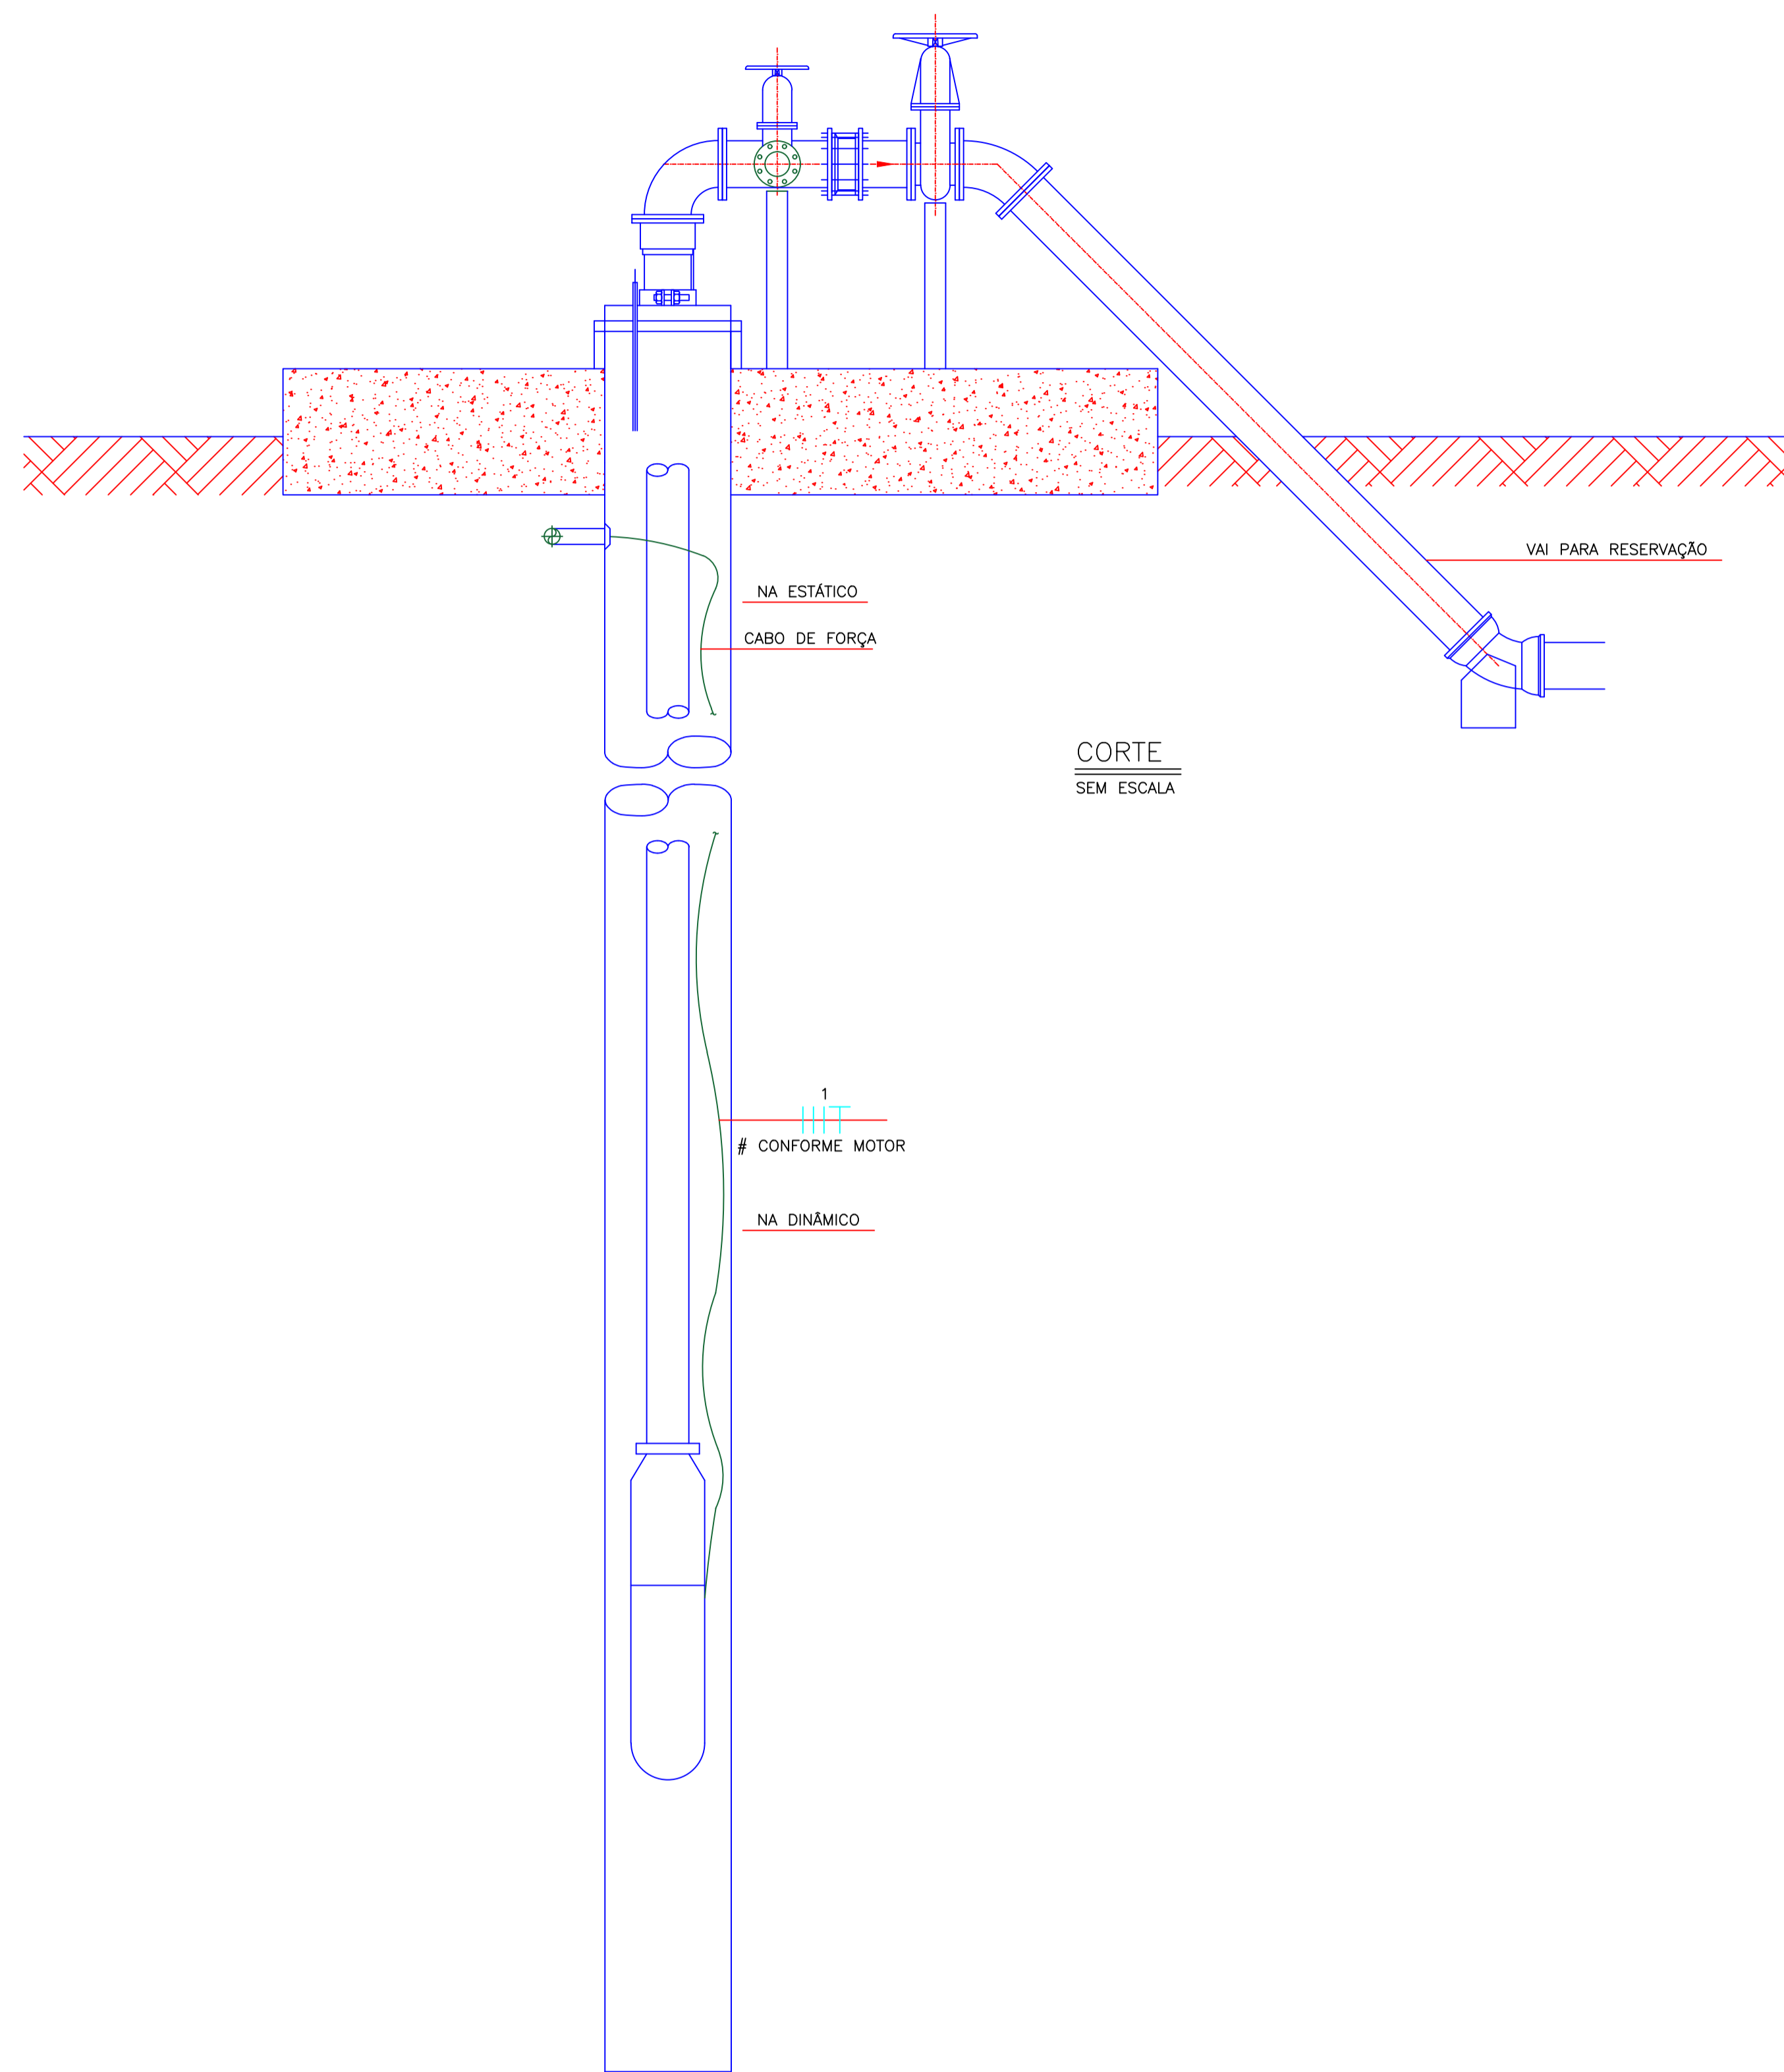 VAI PARA RESERVAÇÃO
NA ESTÁTICO
CABO DE FORÇA
CORTE
SEM ESCALA
1
# CONFORME MOTOR
NA DINÂMICO